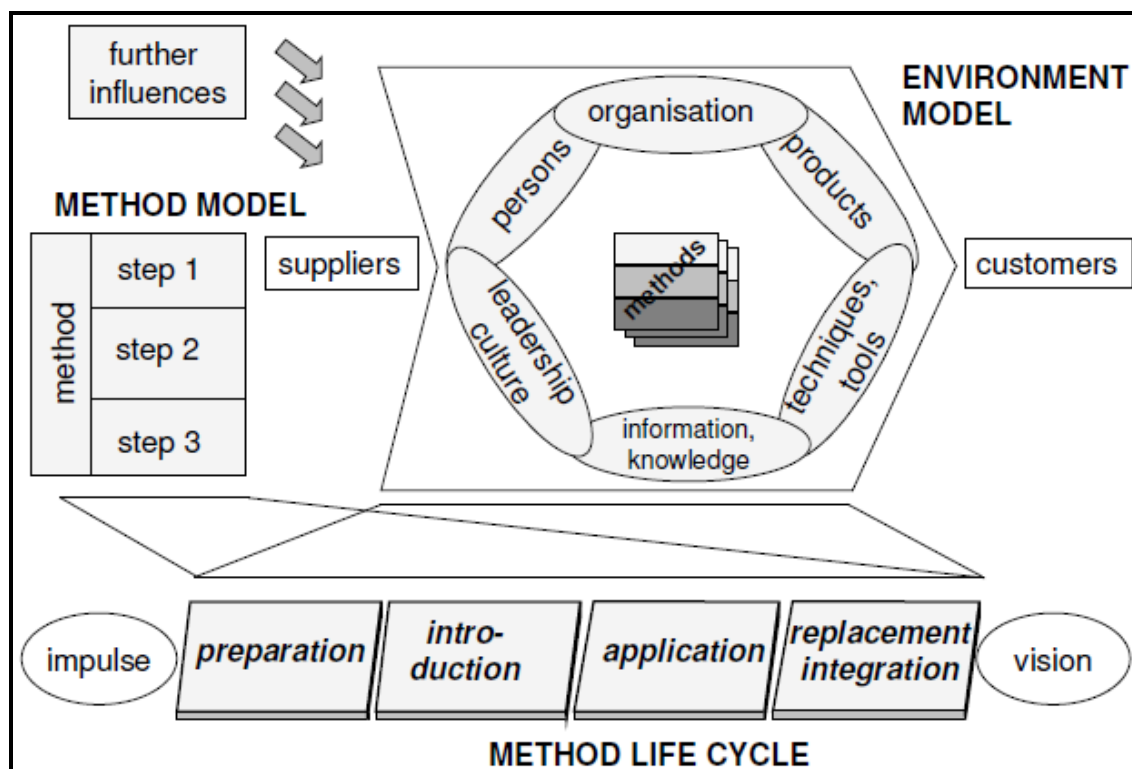 further
influences
ENVIRONMENT
MODEL
organisation
persons
products
METHOD MODEL
method
step 1
step 2
step 3
suppliers
methods
customers
leadership
culture
techniques,
tools
information,
knowledge
impulse
preparation
intro-
duction
application
replacement
integration
vision
METHOD LIFE CYCLE